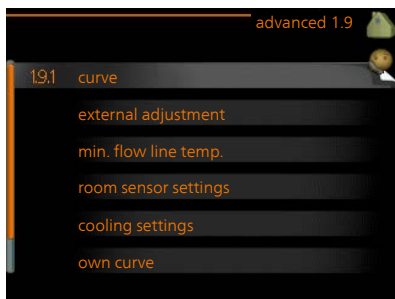 advanced 1.9
1.9.1 curve
external adjustment
min. flow line temp.
room sensor settings
cooling settings
own curve